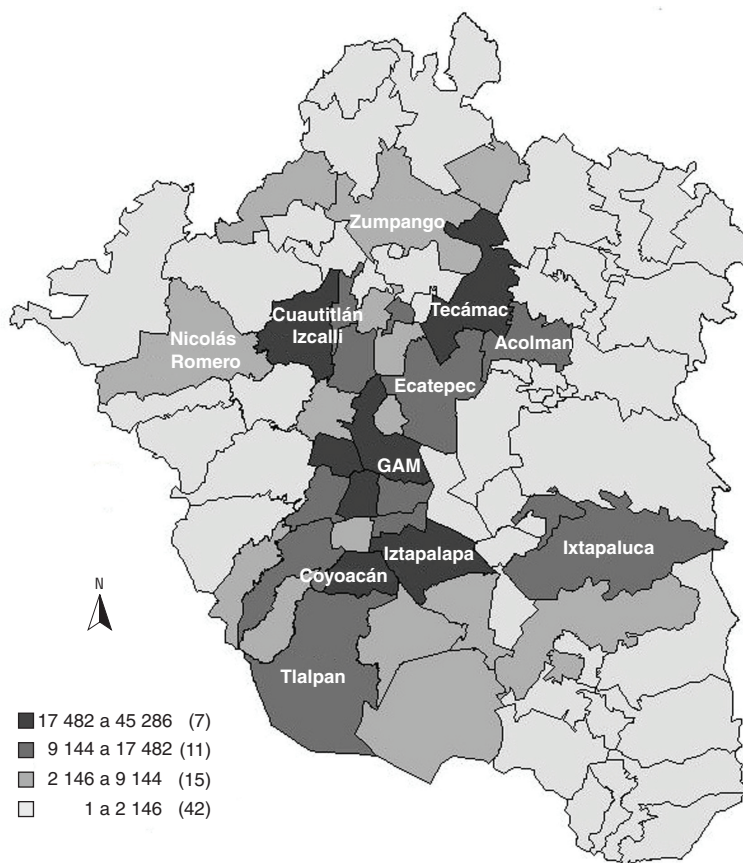 Zumpango
Cuautitlán
Izcalli
Tecámac
Nicolás
Romero
Acolman
Ecatepec
GAM
Iztapalapa
Ixtapaluca
Coyoacán
Tlalpan
N
17 482 a 45 286 (7)
9 144 a 17 482 (11)
2 146 a 9 144 (15)
1 a 2 146 (42)